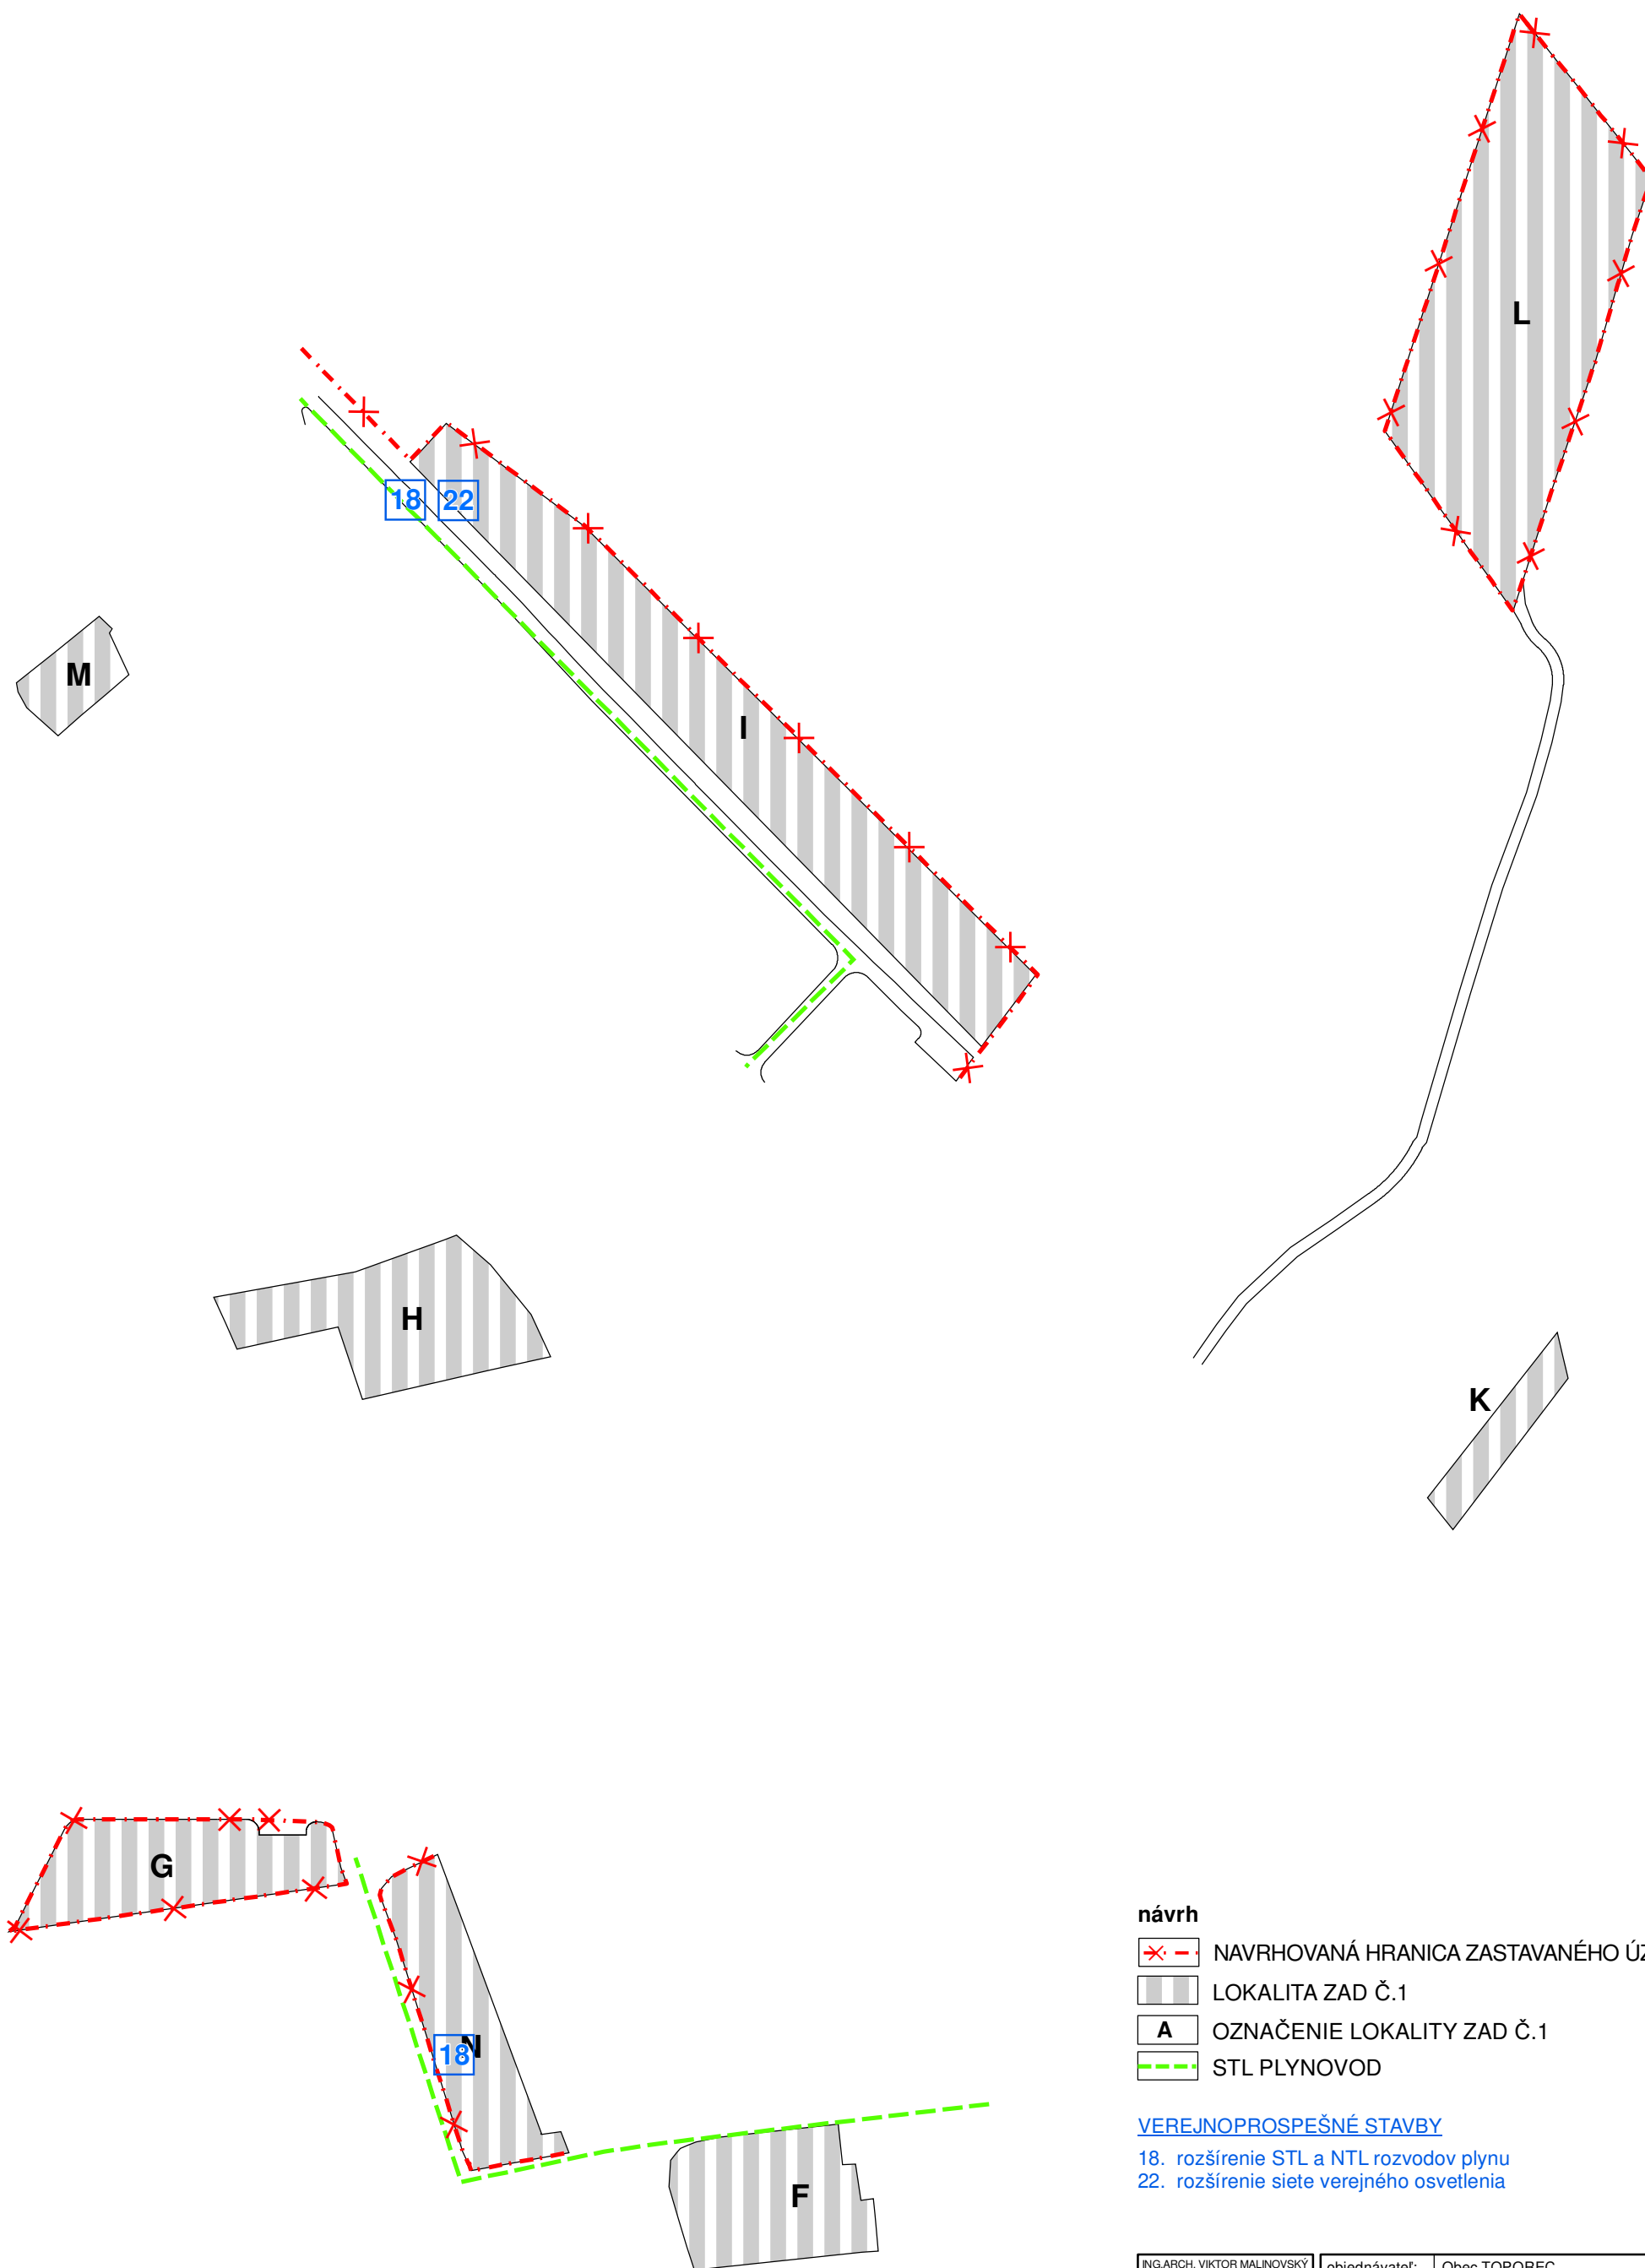 L
18 22
M
I
H
K
G
18 N
F
návrh
NAVRHOVANÁ HRANICA ZASTAVANÉHO
LOKALITA ZAD Č.1
A OZNAČENIE LOKALITY ZAD Č.1
STL PLYNOVOD
VEREJNOPROSPEŠNÉ STAVBY
18. rozšírenie STL a NTL rozvodov plynu
22. rozšírenie siete verejného osvetlenia
ING.ARCH. VIKTOR MALINOVSKÝ objednávateľ: Obec TOPOREC